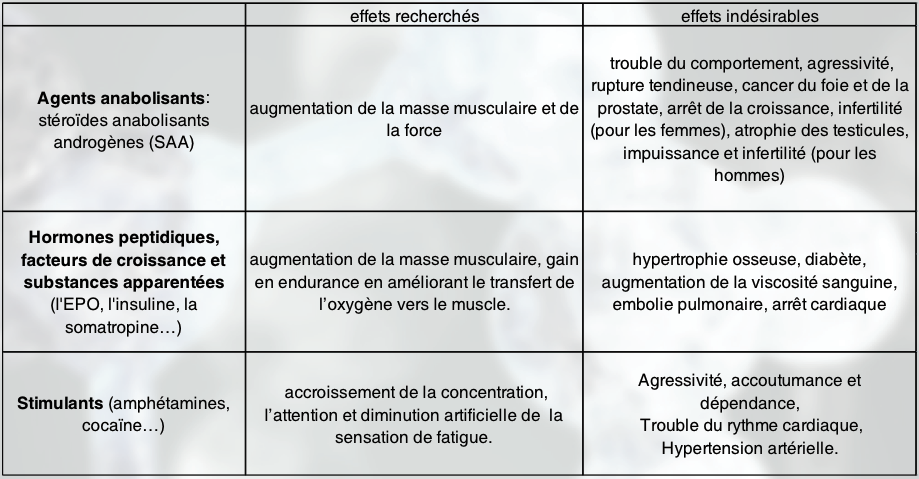 effets recherchés
effets indésirables
Agents anabolisants:
stéroïdes anabolisants
androgènes (SAA)
augmentation de la masse musculaire et de
la force
trouble du comportement, agressivité,
rupture tendineuse, cancer du foie et de la
prostate, arrêt de la croissance, infertilité
(pour les femmes), atrophie des testicules,
impuissance et infertilité (pour les
hommes)
Hormones peptidiques,
facteurs de croissance et
substances apparentées
(l'EPO, l'insuline, la
somatropine…)
augmentation de la masse musculaire, gain
en endurance en améliorant le transfert de
l’oxygène vers le muscle.
hypertrophie osseuse, diabète,
augmentation de la viscosité sanguine,
embolie pulmonaire, arrêt cardiaque
Stimulants (amphétamines,
cocaïne…)
accroissement de la concentration,
l’attention et diminution artificielle de la
sensation de fatigue.
Agressivité, accoutumance et
dépendance,
Trouble du rythme cardiaque,
Hypertension artérielle.